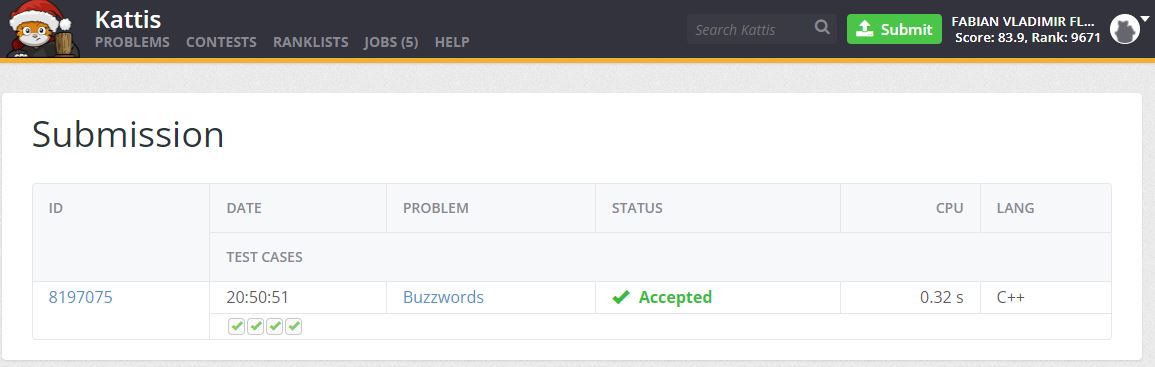 Kattis
PROBLEMS CONTESTS RANKLISTS JOBS (5) HELP
Search Kattis
Submit
FABIAN VLADIMIR FL...
Score: 83.9, Rank: 9671
Submission
ID DATE PROBLEM STATUS CPU LANG
TEST CASES
8197075 20:50:51 Buzzwords Accepted 0.32 s C++